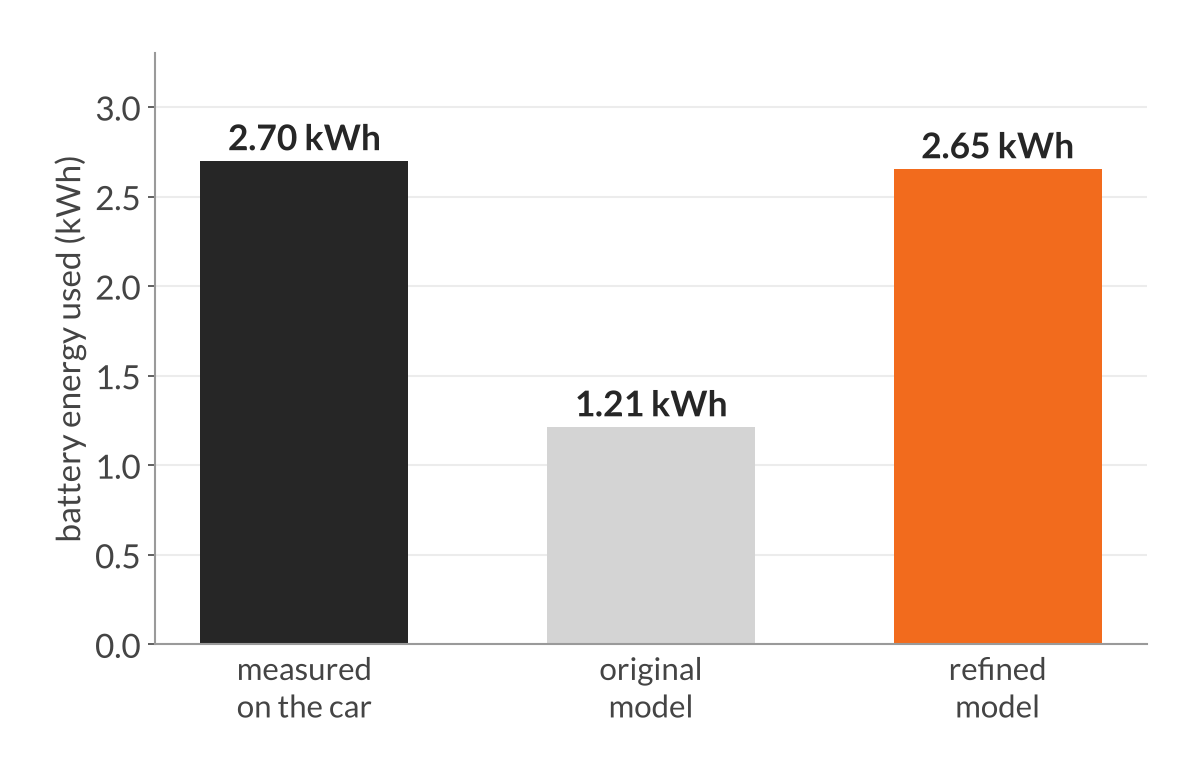 battery energy used (kWh)
3.0
2.5
2.0
1.5
1.0
0.5
0.0
2.70 kWh
1.21 kWh
2.65 kWh
measured
on the car
original
model
refined
model